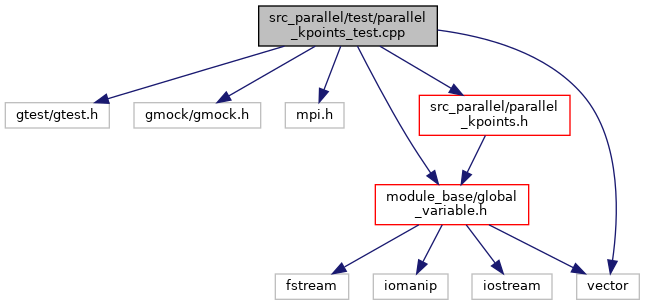 src_parallel/test/parallel
_kpoints_test.cpp
gtest/gtest.h
gmock/gmock.h
mpi.h
src_parallel/parallel
_kpoints.h
module_base/global
_variable.h
fstream
iomanip
iostream
vector